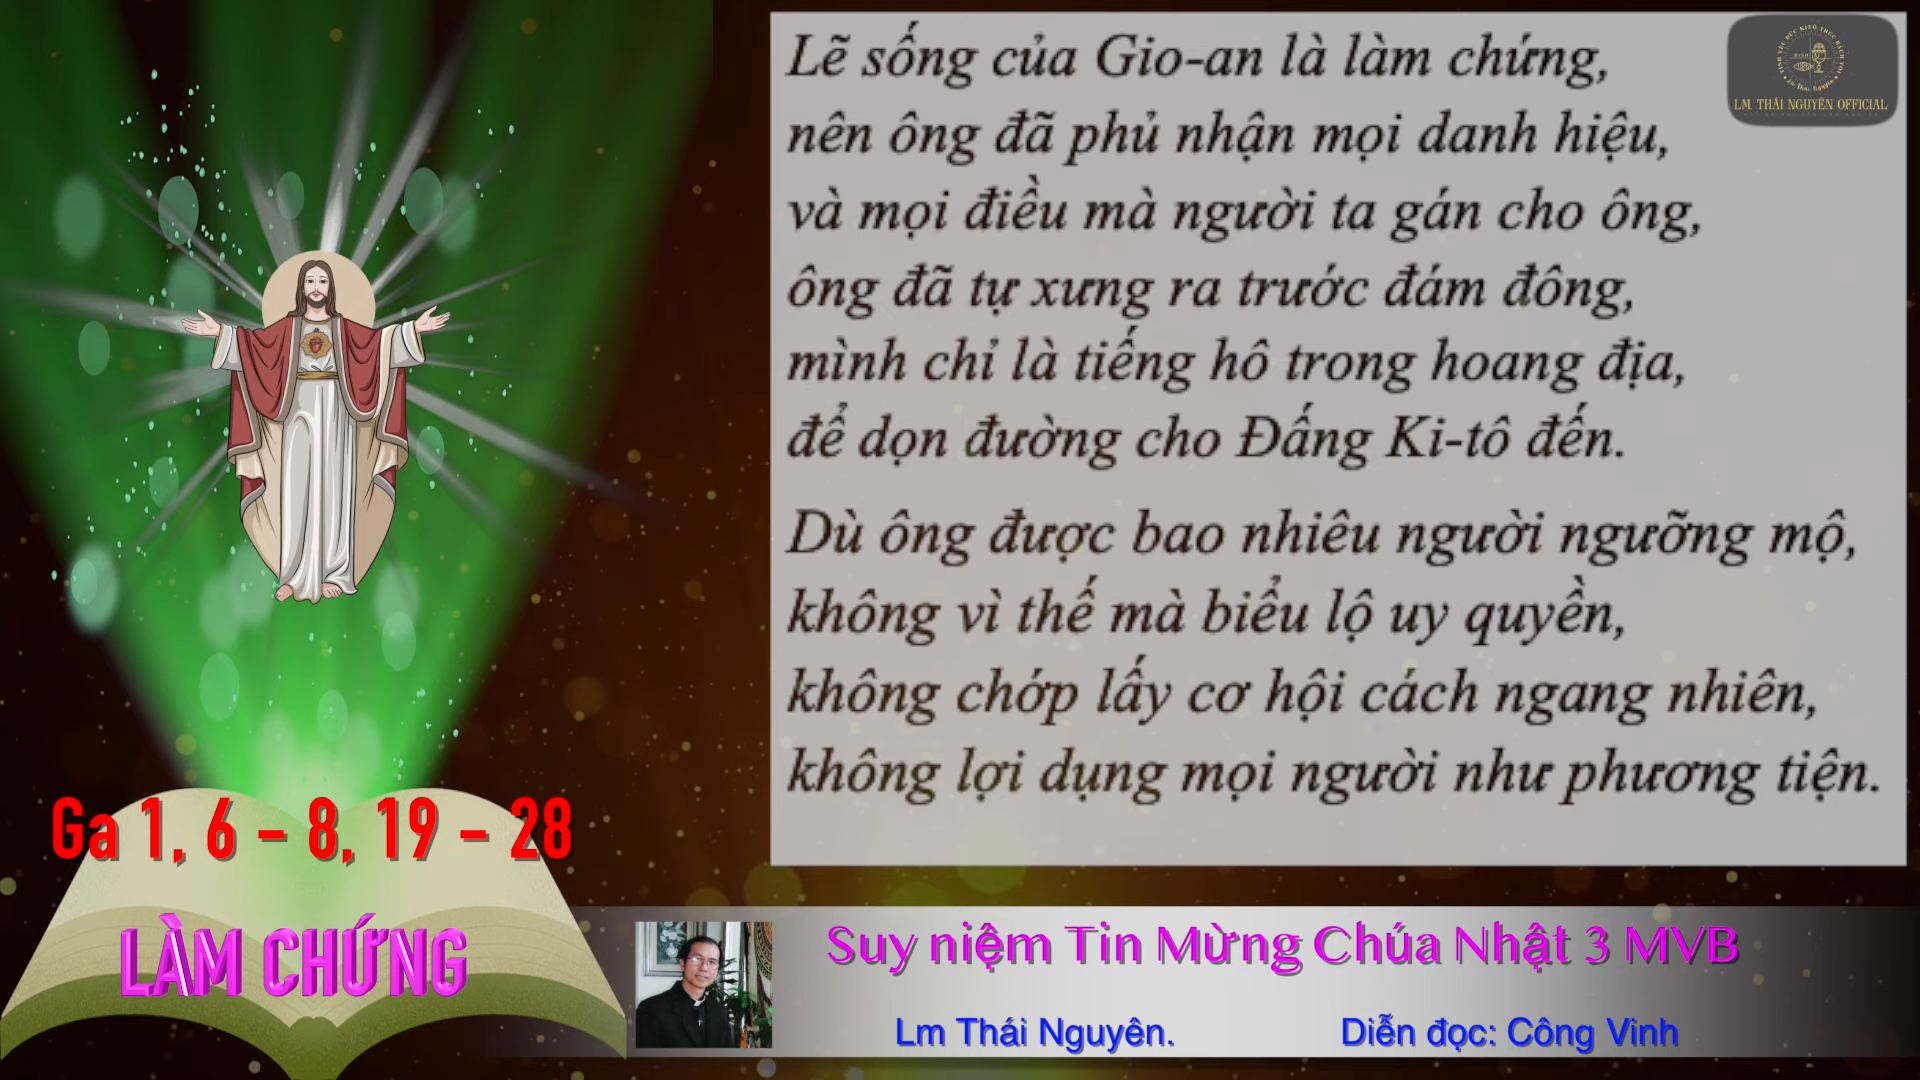 Lẽ sống của Gio-an là làm chứng,
nên ông đã phủ nhận mọi danh hiệu,
và mọi điều mà người ta gán cho ông,
ông đã tự xưng ra trước đám đông,
mình chỉ là tiếng hô trong hoang địa,
để dọn đường cho Đấng Ki-tô đến.
Dù ông được bao nhiêu người ngưỡng mộ,
không vì thế mà biểu lộ uy quyền,
không chớp lấy cơ hội cách ngang nhiên,
không lợi dụng mọi người như phương tiện.
LM. THÁI NGUYÊN OFFICIAL
Ga 1, 6 – 8, 19 – 28
LÀM CHỨNG
Suy niệm Tin Mừng Chúa Nhật 3 MVB
Lm Thái Nguyên.
Diễn đọc: Công Vình